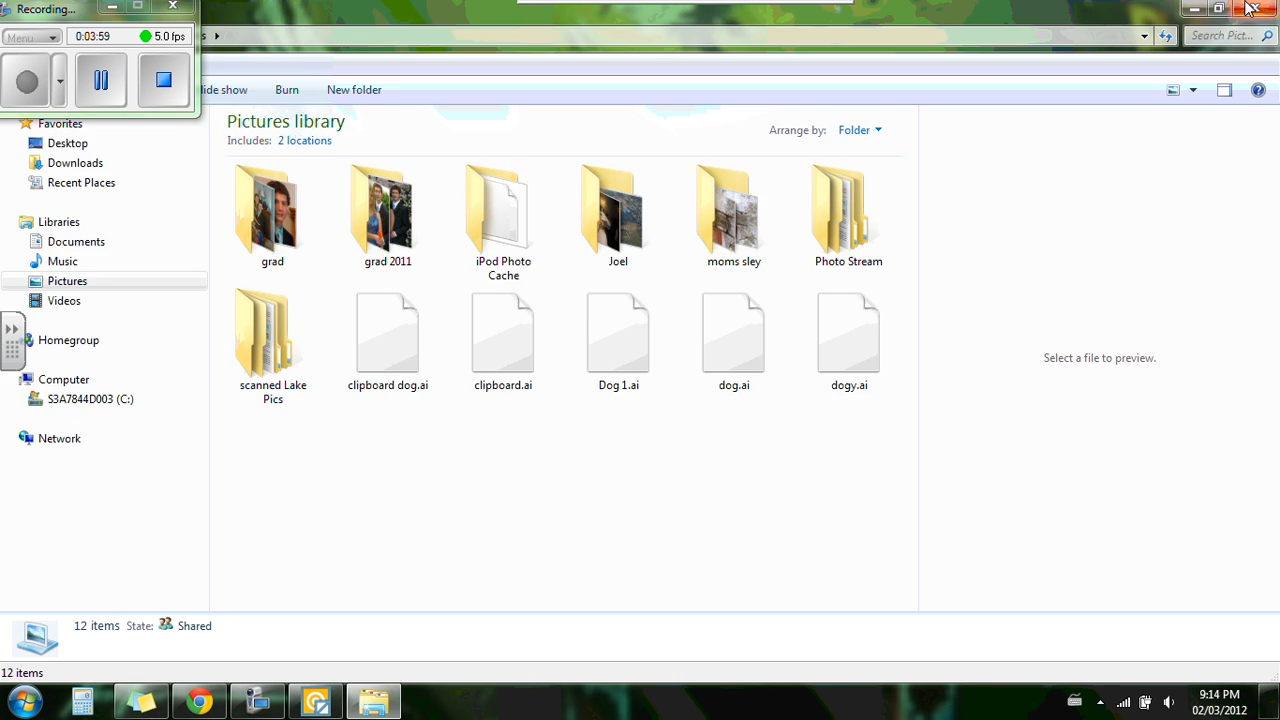 Recording...
Menu
0:03:59
5.0 fps
s
Search Pict...
lide show
Burn
New folder
Favorites
Desktop
Downloads
Recent Places
Libraries
Documents
Music
Pictures
Videos
Homegroup
Computer
S3A7844D003 (C:)
Network
Pictures library
Includes: 2 locations
Arrange by: Folder
grad
grad 2011
iPod Photo
Cache
Joel
moms sley
Photo Stream
scanned Lake
Pics
clipboard dog.ai
clipboard.ai
Dog 1.ai
dog.ai
dogy.ai
Select a file to preview.
12 items State: Shared
12 items
9:14 PM
02/03/2012